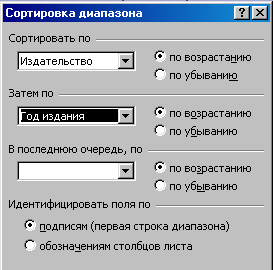 Сортировка диапазона
Сортировать по
Издательство
по возрастанию
по убыванию
Затем по
Год издания
по возрастанию
по убыванию
В последнюю очередь, по
по возрастанию
по убыванию
Идентифицировать поля по
подписям (первая строка диапазона)
обозначениям столбцов листа